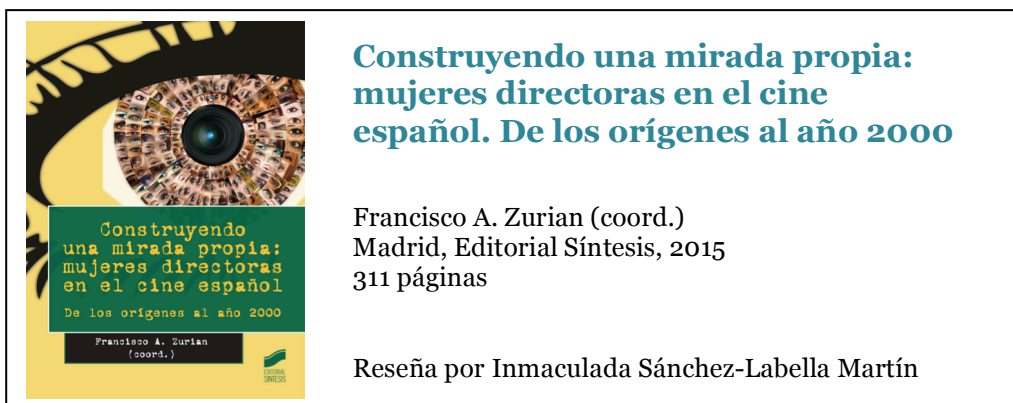 Construyendo
una mirada propia:
mujeres directoras
en el cine español
De los orígenes al año 2000
Francisco A. Zurian
(coord.)
EDITORIAL
SINTESIS
Construyendo una mirada propia:
mujeres directoras en el cine
español. De los orígenes al año 2000
Francisco A. Zurian (coord.)
Madrid, Editorial Síntesis, 2015
311 páginas
Reseña por Inmaculada Sánchez-Labella Martín